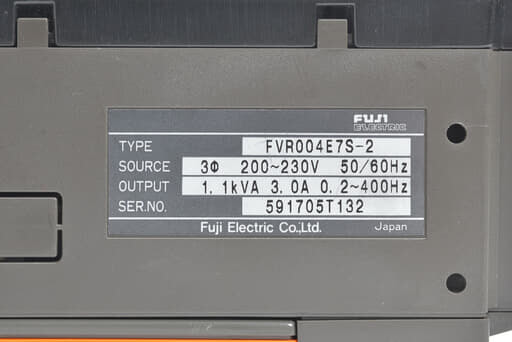 FUJI
ELECTRIC
TYPE FVR004E7S-2
SOURCE 3Φ 200~230V 50/60Hz
OUTPUT 1.1kVA 3.0A 0.2~400Hz
SER.NO. 591705T132
Fuji Electric Co.,Ltd. Japan